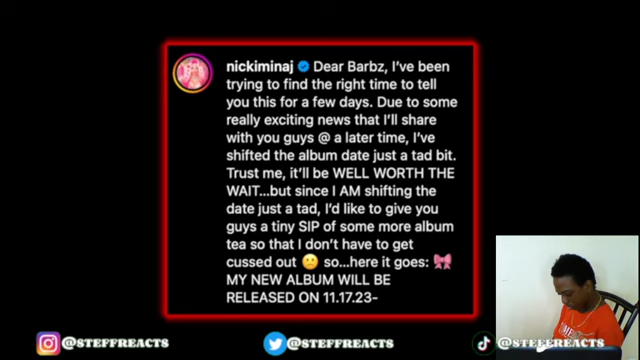 nickiminaj Dear Barbz, I've been
trying to find the right time to tell
you this for a few days. Due to some
really exciting news that I'll share
with you guys @ a later time, I've
shifted the album date just a tad bit.
Trust me, it'll be WELL WORTH THE
WAIT...but since I AM shifting the
date just a tad, I'd like to give you
guys a tiny SIP of some more album
tea so that I don't have to get
cussed out 🙁 so...here it goes: 🎀
MY NEW ALBUM WILL BE
RELEASED ON 11.17.23-
@STEFFREACTS @STEFFREACTS @STEFFREACTS